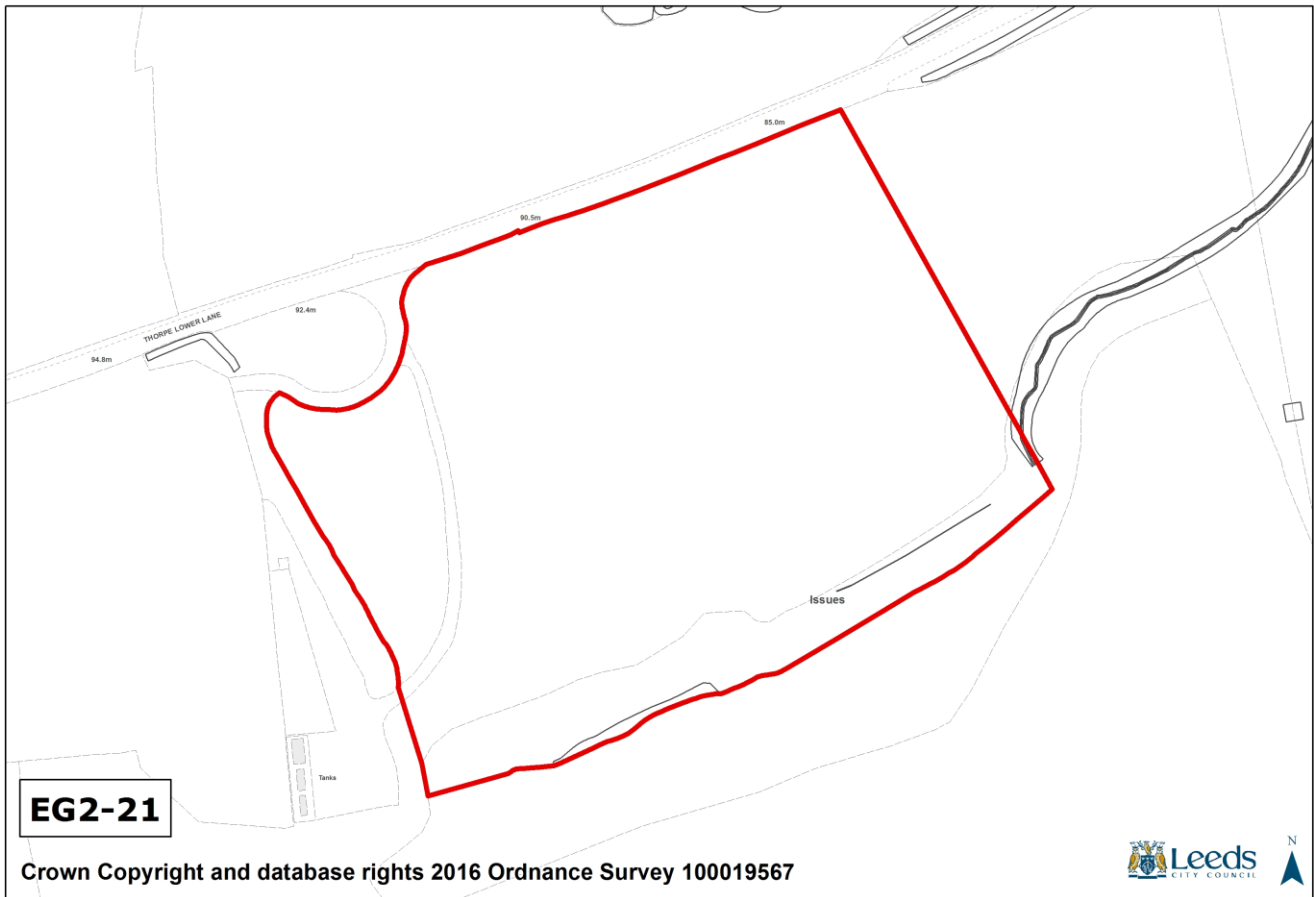 85.0m
90.5m
92.4m
THORPE LOWER LANE
94.8m
Issues
Tanks
EG2-21
Crown Copyright and database rights 2016 Ordnance Survey 100019567
Leeds
CITY COUNCIL
N